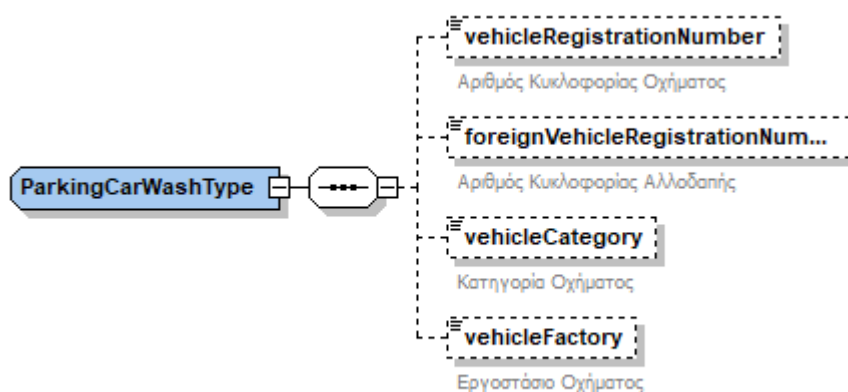 vehicleRegistrationNumber
Αριθμός Κυκλοφορίας Οχήματος
foreignVehicleRegistrationNum...
Αριθμός Κυκλοφορίας Αλλοδαπής
ParkingCarWashType
vehicleCategory
Κατηγορία Οχήματος
vehicleFactory
Εργοστάσιο Οχήματος